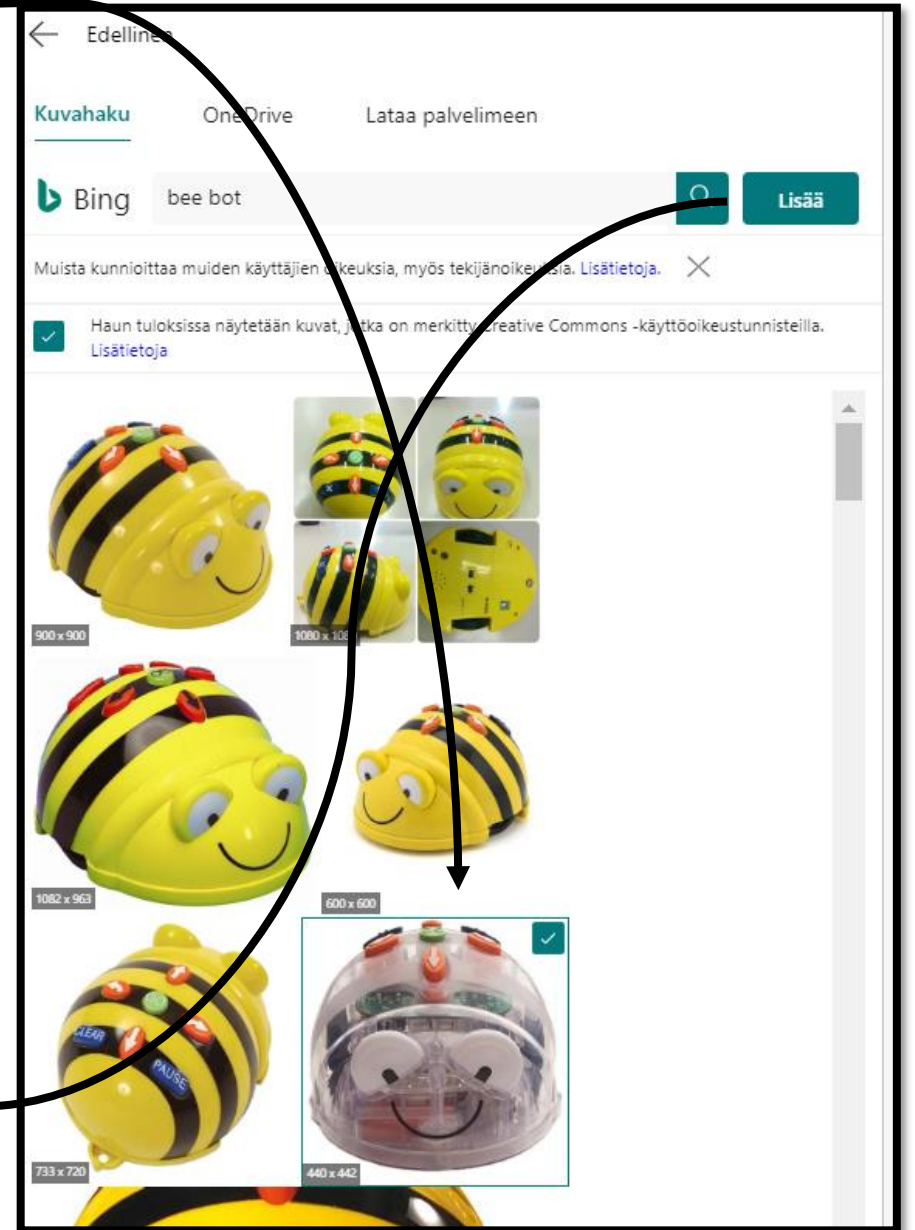 Edellinen
Kuvahaku OneDrive Lataa palvelimeen
Bing bee bot Lisää
Muista kunnioittaa muiden käyttäjien oikeuksia, myös tekijänoikeuksia. Lisätietoja.
Haun tuloksissa näytetään kuvat, jotka on merkitty Creative Commons -käyttöoikeustunnisteilla.
Lisätietoja
900 x 900
1080 x
1082 x 963
600 x 600
CLEAR
PAUSE
733 x 720
440 x 442